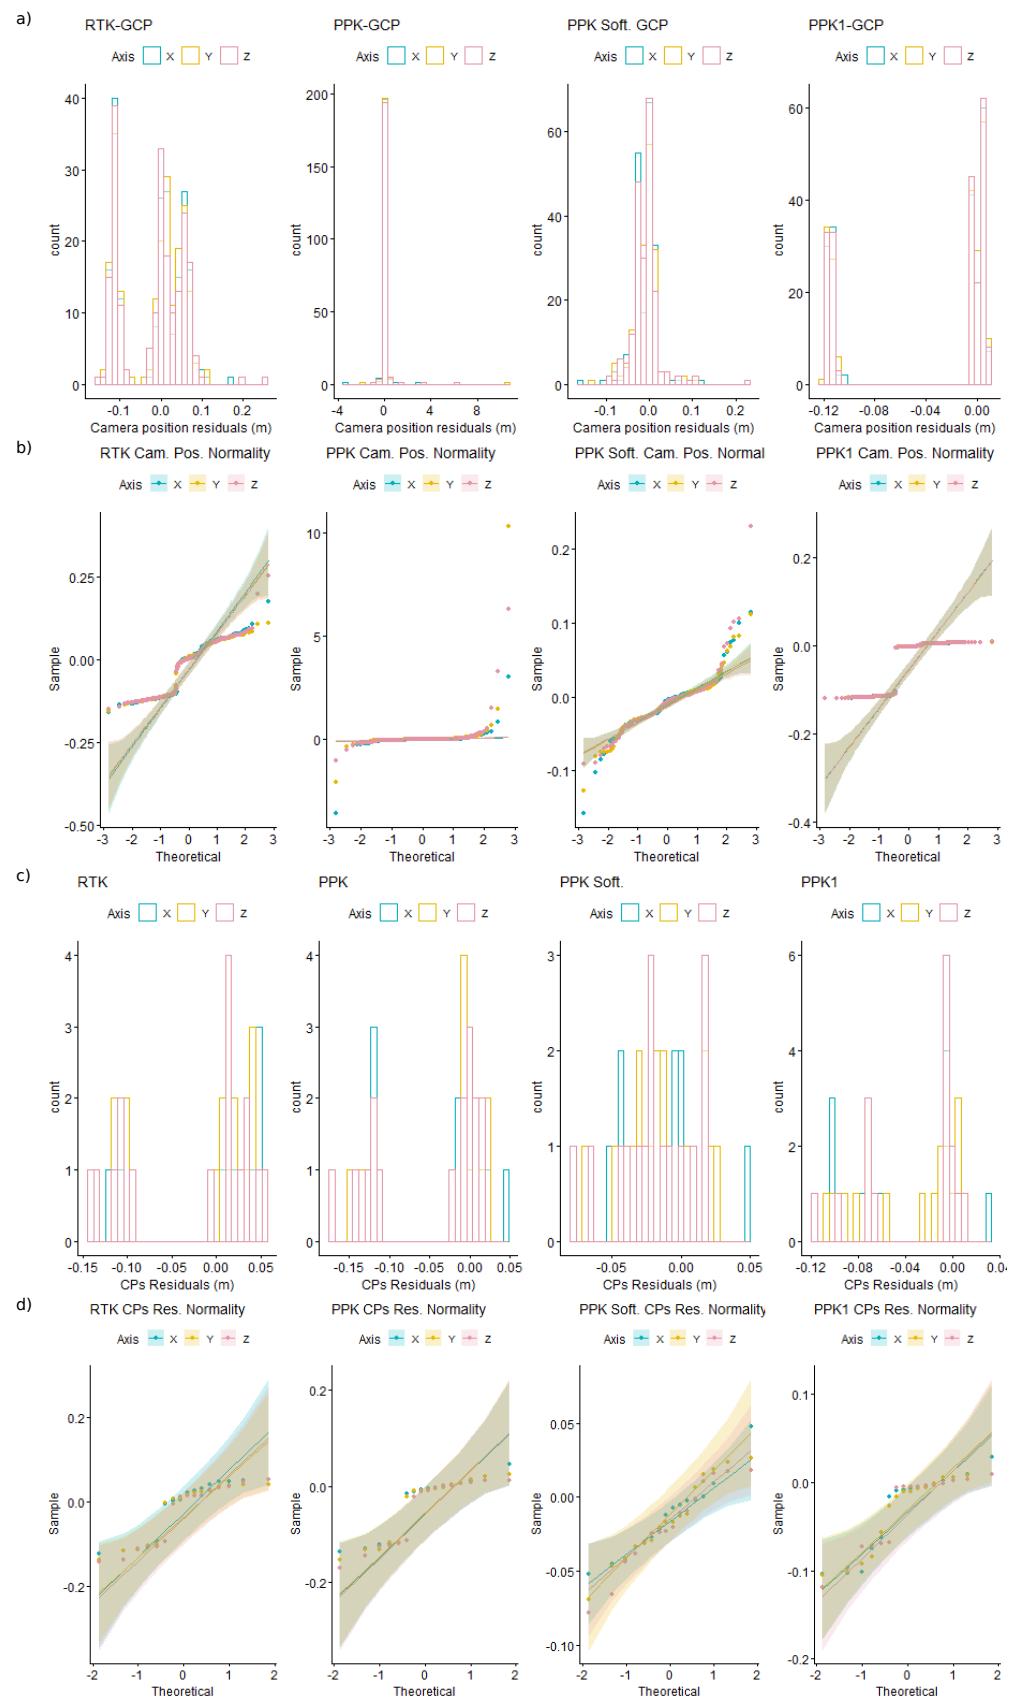 a)
RTK-GCP
PPK-GCP
PPK Soft. GCP
PPK1-GCP
Axis X Y Z
Axis X Y Z
Axis X Y Z
Axis X Y Z
count
40
30
20
10
0
-0.1 0.0 0.1 0.2
Camera position residuals (m)
count
200
150
100
50
0
-4 0 4 8
Camera position residuals (m)
count
60
40
20
0
-0.1 0.0 0.1 0.2
Camera position residuals (m)
count
60
40
20
0
-0.12 -0.08 -0.04 0.00
Camera position residuals (m)
b)
RTK Cam. Pos. Normality
PPK Cam. Pos. Normality
PPK Soft. Cam. Pos. Normal
PPK1 Cam. Pos. Normality
Axis X Y Z
Axis X Y Z
Axis X Y Z
Axis X Y Z
Sample
0.25
0.00
-0.25
-0.50
-3 -2 -1 0 1 2 3
Theoretical
Sample
10
5
0
-3 -2 -1 0 1 2 3
Theoretical
Sample
0.2
0.1
0.0
-0.1
-3 -2 -1 0 1 2 3
Theoretical
Sample
0.2
0.0
-0.2
-0.4
-3 -2 -1 0 1 2 3
Theoretical
c)
RTK
PPK
PPK Soft.
PPK1
Axis X Y Z
Axis X Y Z
Axis X Y Z
Axis X Y Z
count
4
3
2
1
0
-0.15 -0.10 -0.05 0.00 0.05
CPs Residuals (m)
count
4
3
2
1
0
-0.15 -0.10 -0.05 0.00 0.05
CPs Residuals (m)
count
3
2
1
0
-0.05 0.00 0.05
CPs Residuals (m)
count
6
4
2
0
-0.12 -0.08 -0.04 0.00 0.04
CPs Residuals (m)
d)
RTK CPs Res. Normality
PPK CPs Res. Normality
PPK Soft. CPs Res. Normality
PPK1 CPs Res. Normality
Axis X Y Z
Axis X Y Z
Axis X Y Z
Axis X Y Z
Sample
0.2
0.0
-0.2
-2 -1 0 1 2
Theoretical
Sample
0.2
0.0
-0.2
-2 -1 0 1 2
Theoretical
Sample
0.05
0.00
-0.05
-0.10
-2 -1 0 1 2
Theoretical
Sample
0.1
0.0
-0.1
-0.2
-2 -1 0 1 2
Theoretical